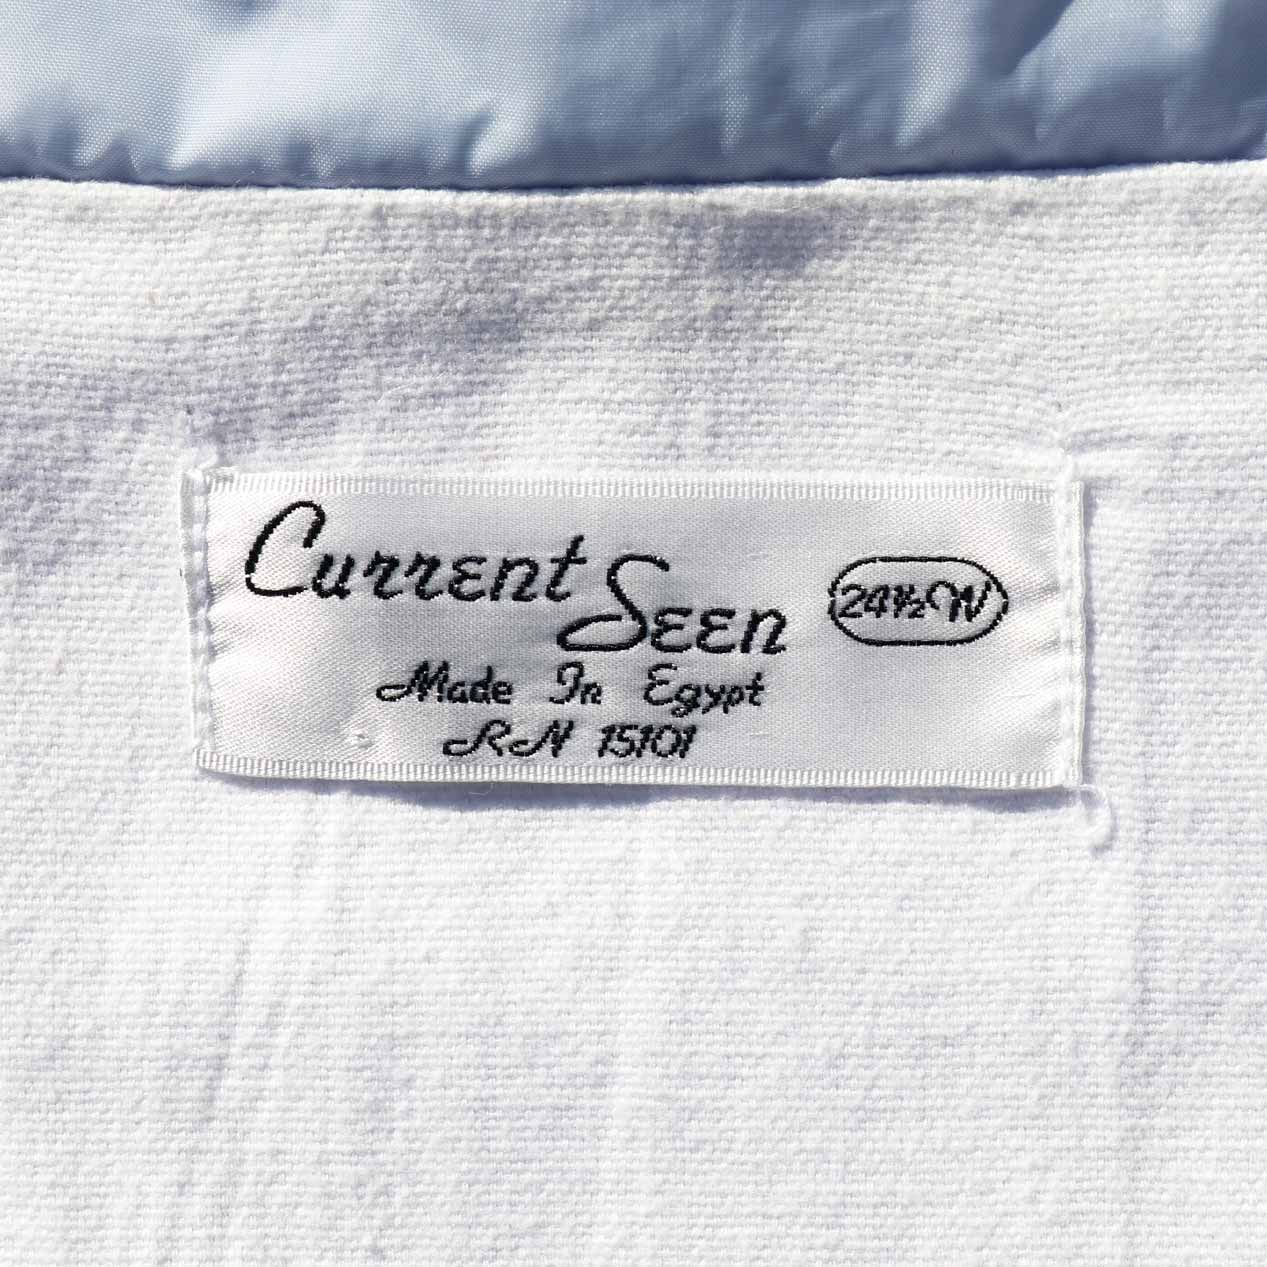 Current
Seen
24½W
Made In Egypt
RN 15101